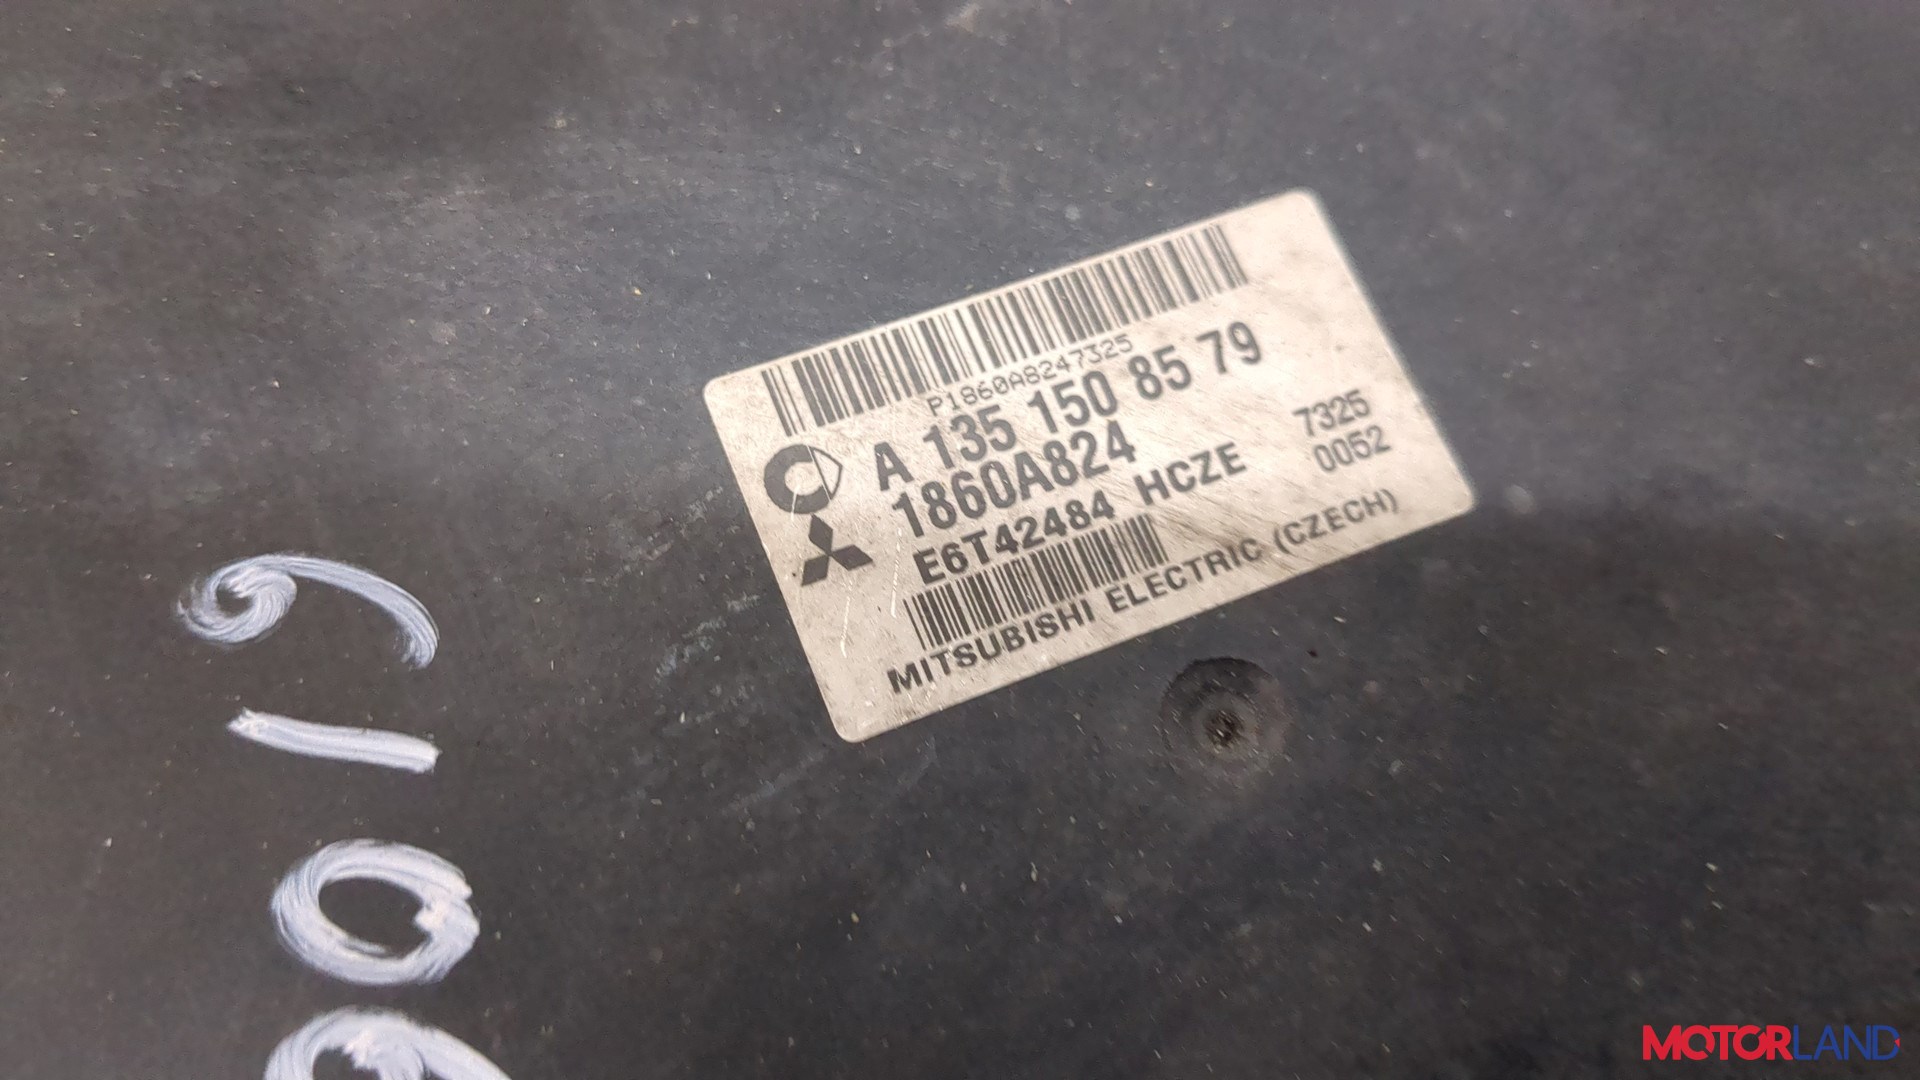 P1860A8247325
A 135 150 85 79
1860A824
7325
E6T42484 HCZE
0052
MITSUBISHI ELECTRIC (CZECH)
MOTORLAND